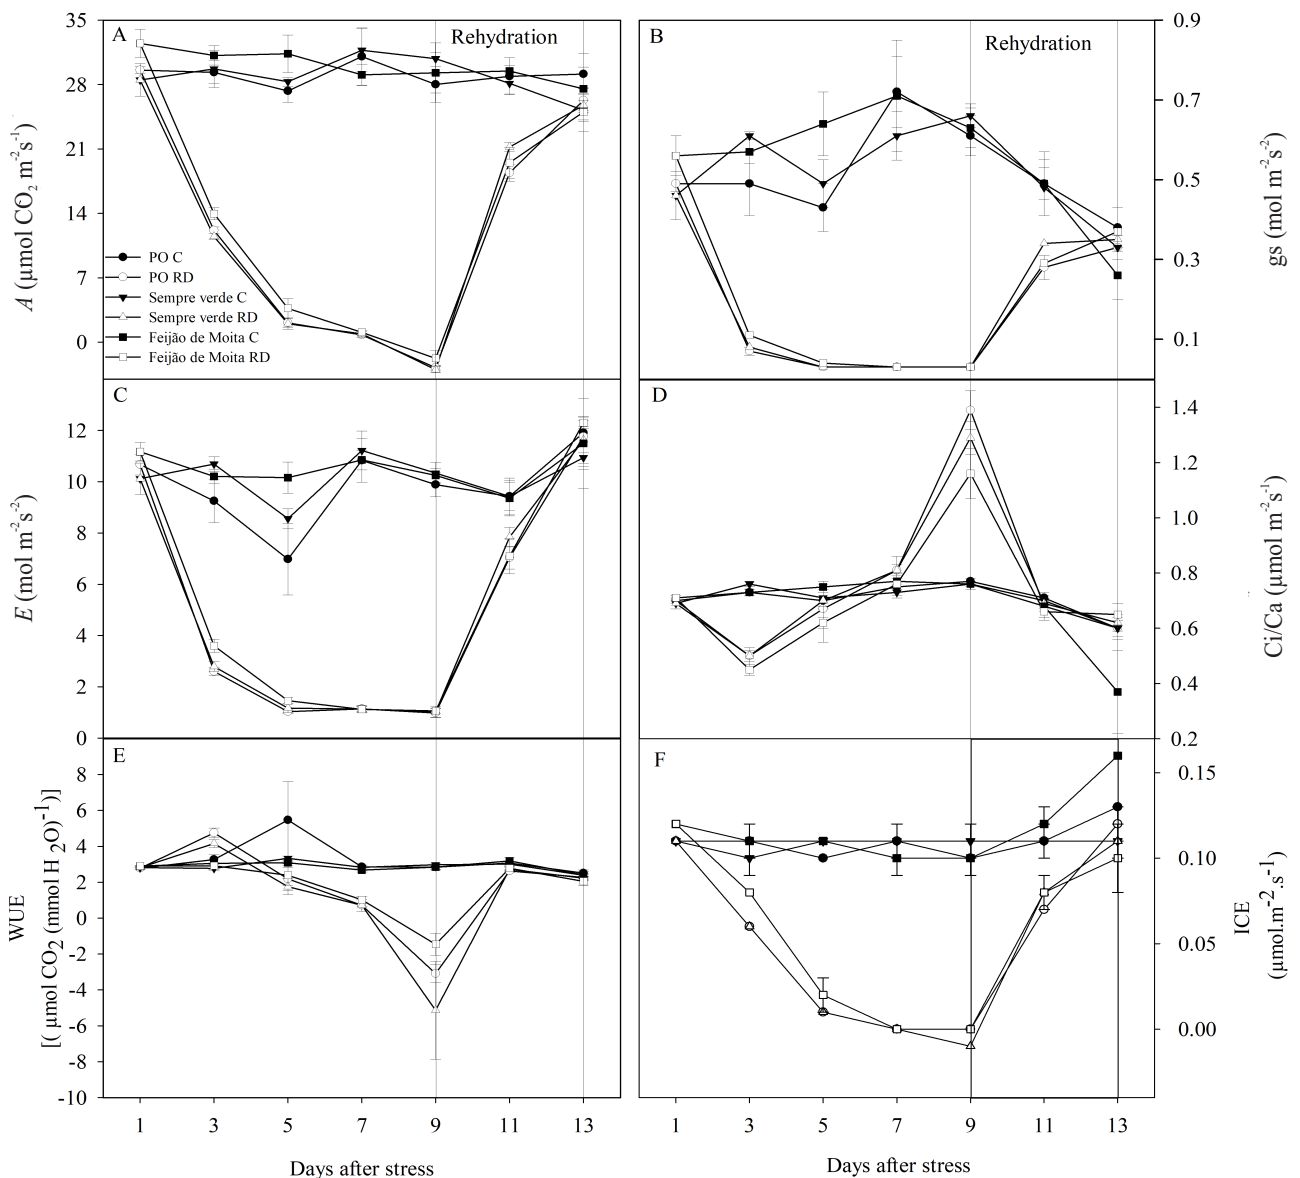 A
Rehydration
35
28
21
14
7
0
A (µmol CO2 m-2s-1)
PO C
PO RD
Sempre verde C
Sempre verde RD
Feijão de Moita C
Feijão de Moita RD
B
Rehydration
0.9
0.7
0.5
0.3
0.1
gs (mol m-2s-2)
C
12
10
8
6
4
2
0
E (mol m-2s-2)
D
1.4
1.2
1.0
0.8
0.6
0.4
0.2
Ci/Ca (µmol m-2s-1)
E
8
6
4
2
0
-2
-4
-6
-8
-10
WUE
[( µmol CO2 (mmol H 2O)-1)]
1 3 5 7 9 11 13
Days after stress
F
0.15
0.10
0.05
0.00
ICE
(µmol.m-2.s-1)
1 3 5 7 9 11 13
Days after stress